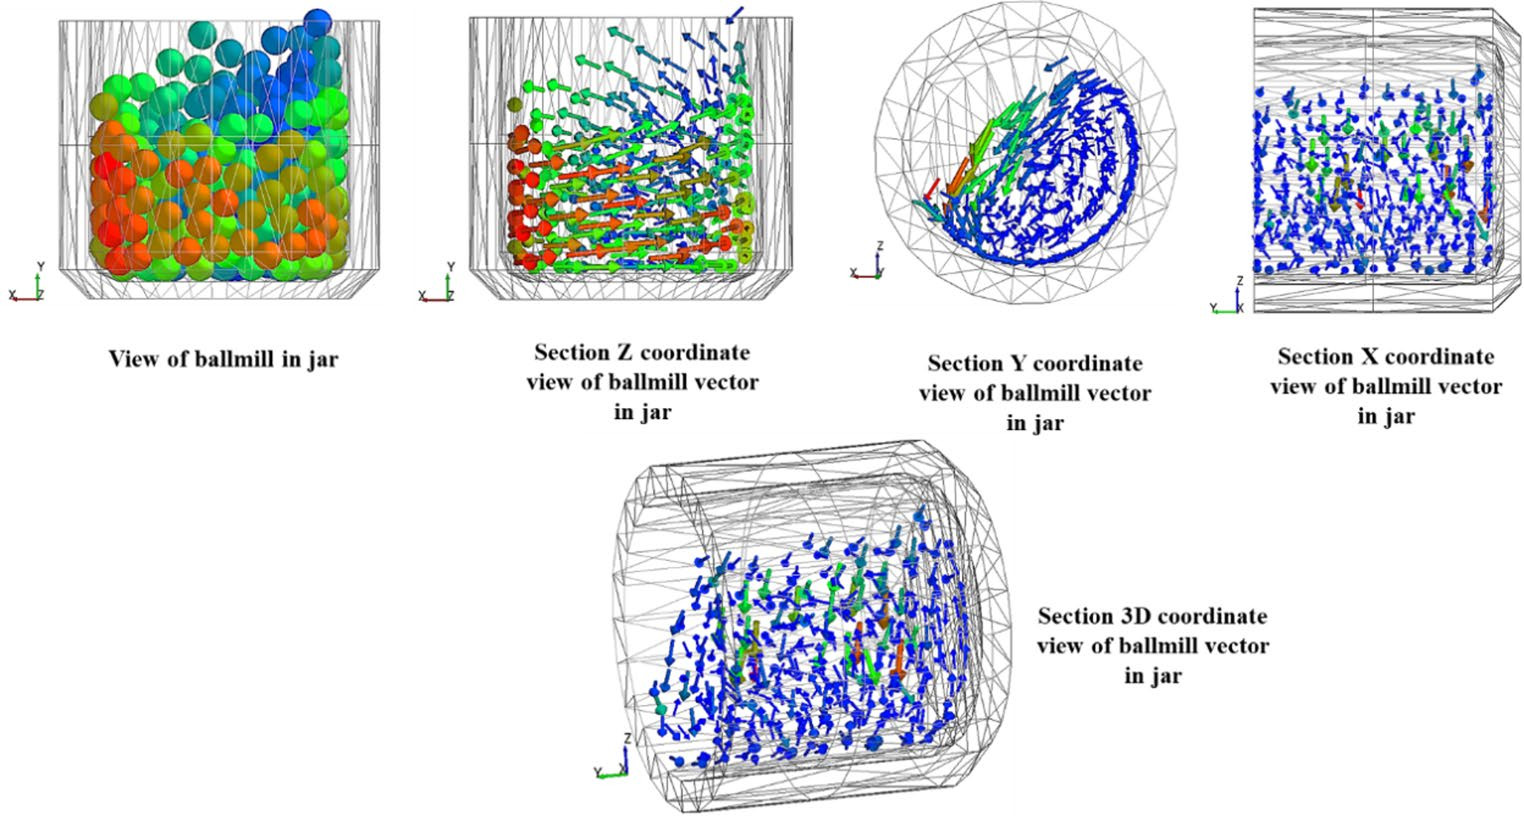 Y
X
Z
Y
X
Z
Z
X
Y
Z
Y
X
View of ballmill in jar
Section Z coordinate
view of ballmill vector
in jar
Section Y coordinate
view of ballmill vector
in jar
Section X coordinate
view of ballmill vector
in jar
Section 3D coordinate
view of ballmill vector
in jar
Z
Y
X